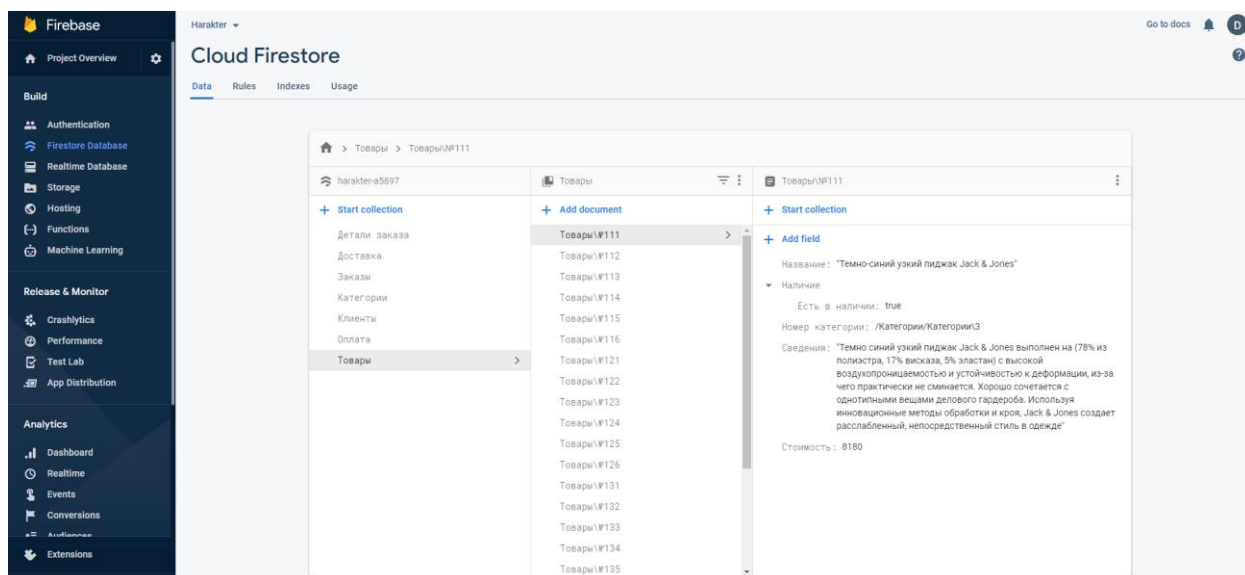 Firebase
Project Overview
Build
Authentication
Firestore Database
Realtime Database
Storage
Hosting
Functions
Machine Learning
Release & Monitor
Crashlytics
Performance
Test Lab
App Distribution
Analytics
Dashboard
Realtime
Events
Conversions
Audiences
Extensions
Harakter
Go to docs
D
Cloud Firestore
Data Rules Indexes Usage
> Товары > Товары\№111
harakter-a5897
+ Start collection
Детали заказа
Доставка
Заказы
Категории
Клиенты
Оплата
Товары >
Товары
+ Add document
Товары\№111 >
Товары\№112
Товары\№113
Товары\№114
Товары\№115
Товары\№116
Товары\№121
Товары\№122
Товары\№123
Товары\№124
Товары\№125
Товары\№126
Товары\№131
Товары\№132
Товары\№133
Товары\№134
Товары\№135
Товары\№111
+ Start collection
+ Add field
Название: "Темно-синий узкий пиджак Jack & Jones"
Наличие
Есть в наличии: true
Номер категории: /Категории/Категории\3
Сведения: "Темно синий узкий пиджак Jack & Jones выполнен на (78% из
полиэстра, 17% висказа, 5% эластан) с высокой
воздухопроницаемостью и устойчивостью к деформации, из-за
чего практически не сминается. Хорошо сочетается с
однотипными вещами делового гардероба. Используя
инновационные методы обработки и кроя, Jack & Jones создает
расслабленный, непосредственный стиль в одежде"
Стоимость: 8180